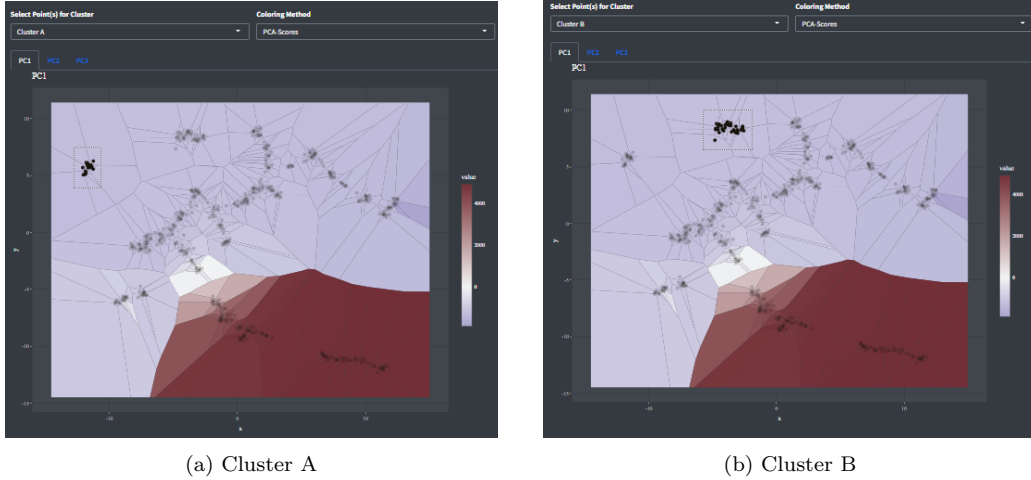 Select Point(s) for Cluster
Coloring Method
Cluster A
PCA-Scores
PC1
PC2
PC3
PC1
10
5
0
-5
-10
-15
y
-10
0
10
x
value
4000
2000
0
(a) Cluster A
Select Point(s) for Cluster
Coloring Method
Cluster B
PCA-Scores
PC1
PC2
PC3
PC1
10
5
0
-5
-10
-15
y
-10
0
10
x
value
4000
2000
0
(b) Cluster B